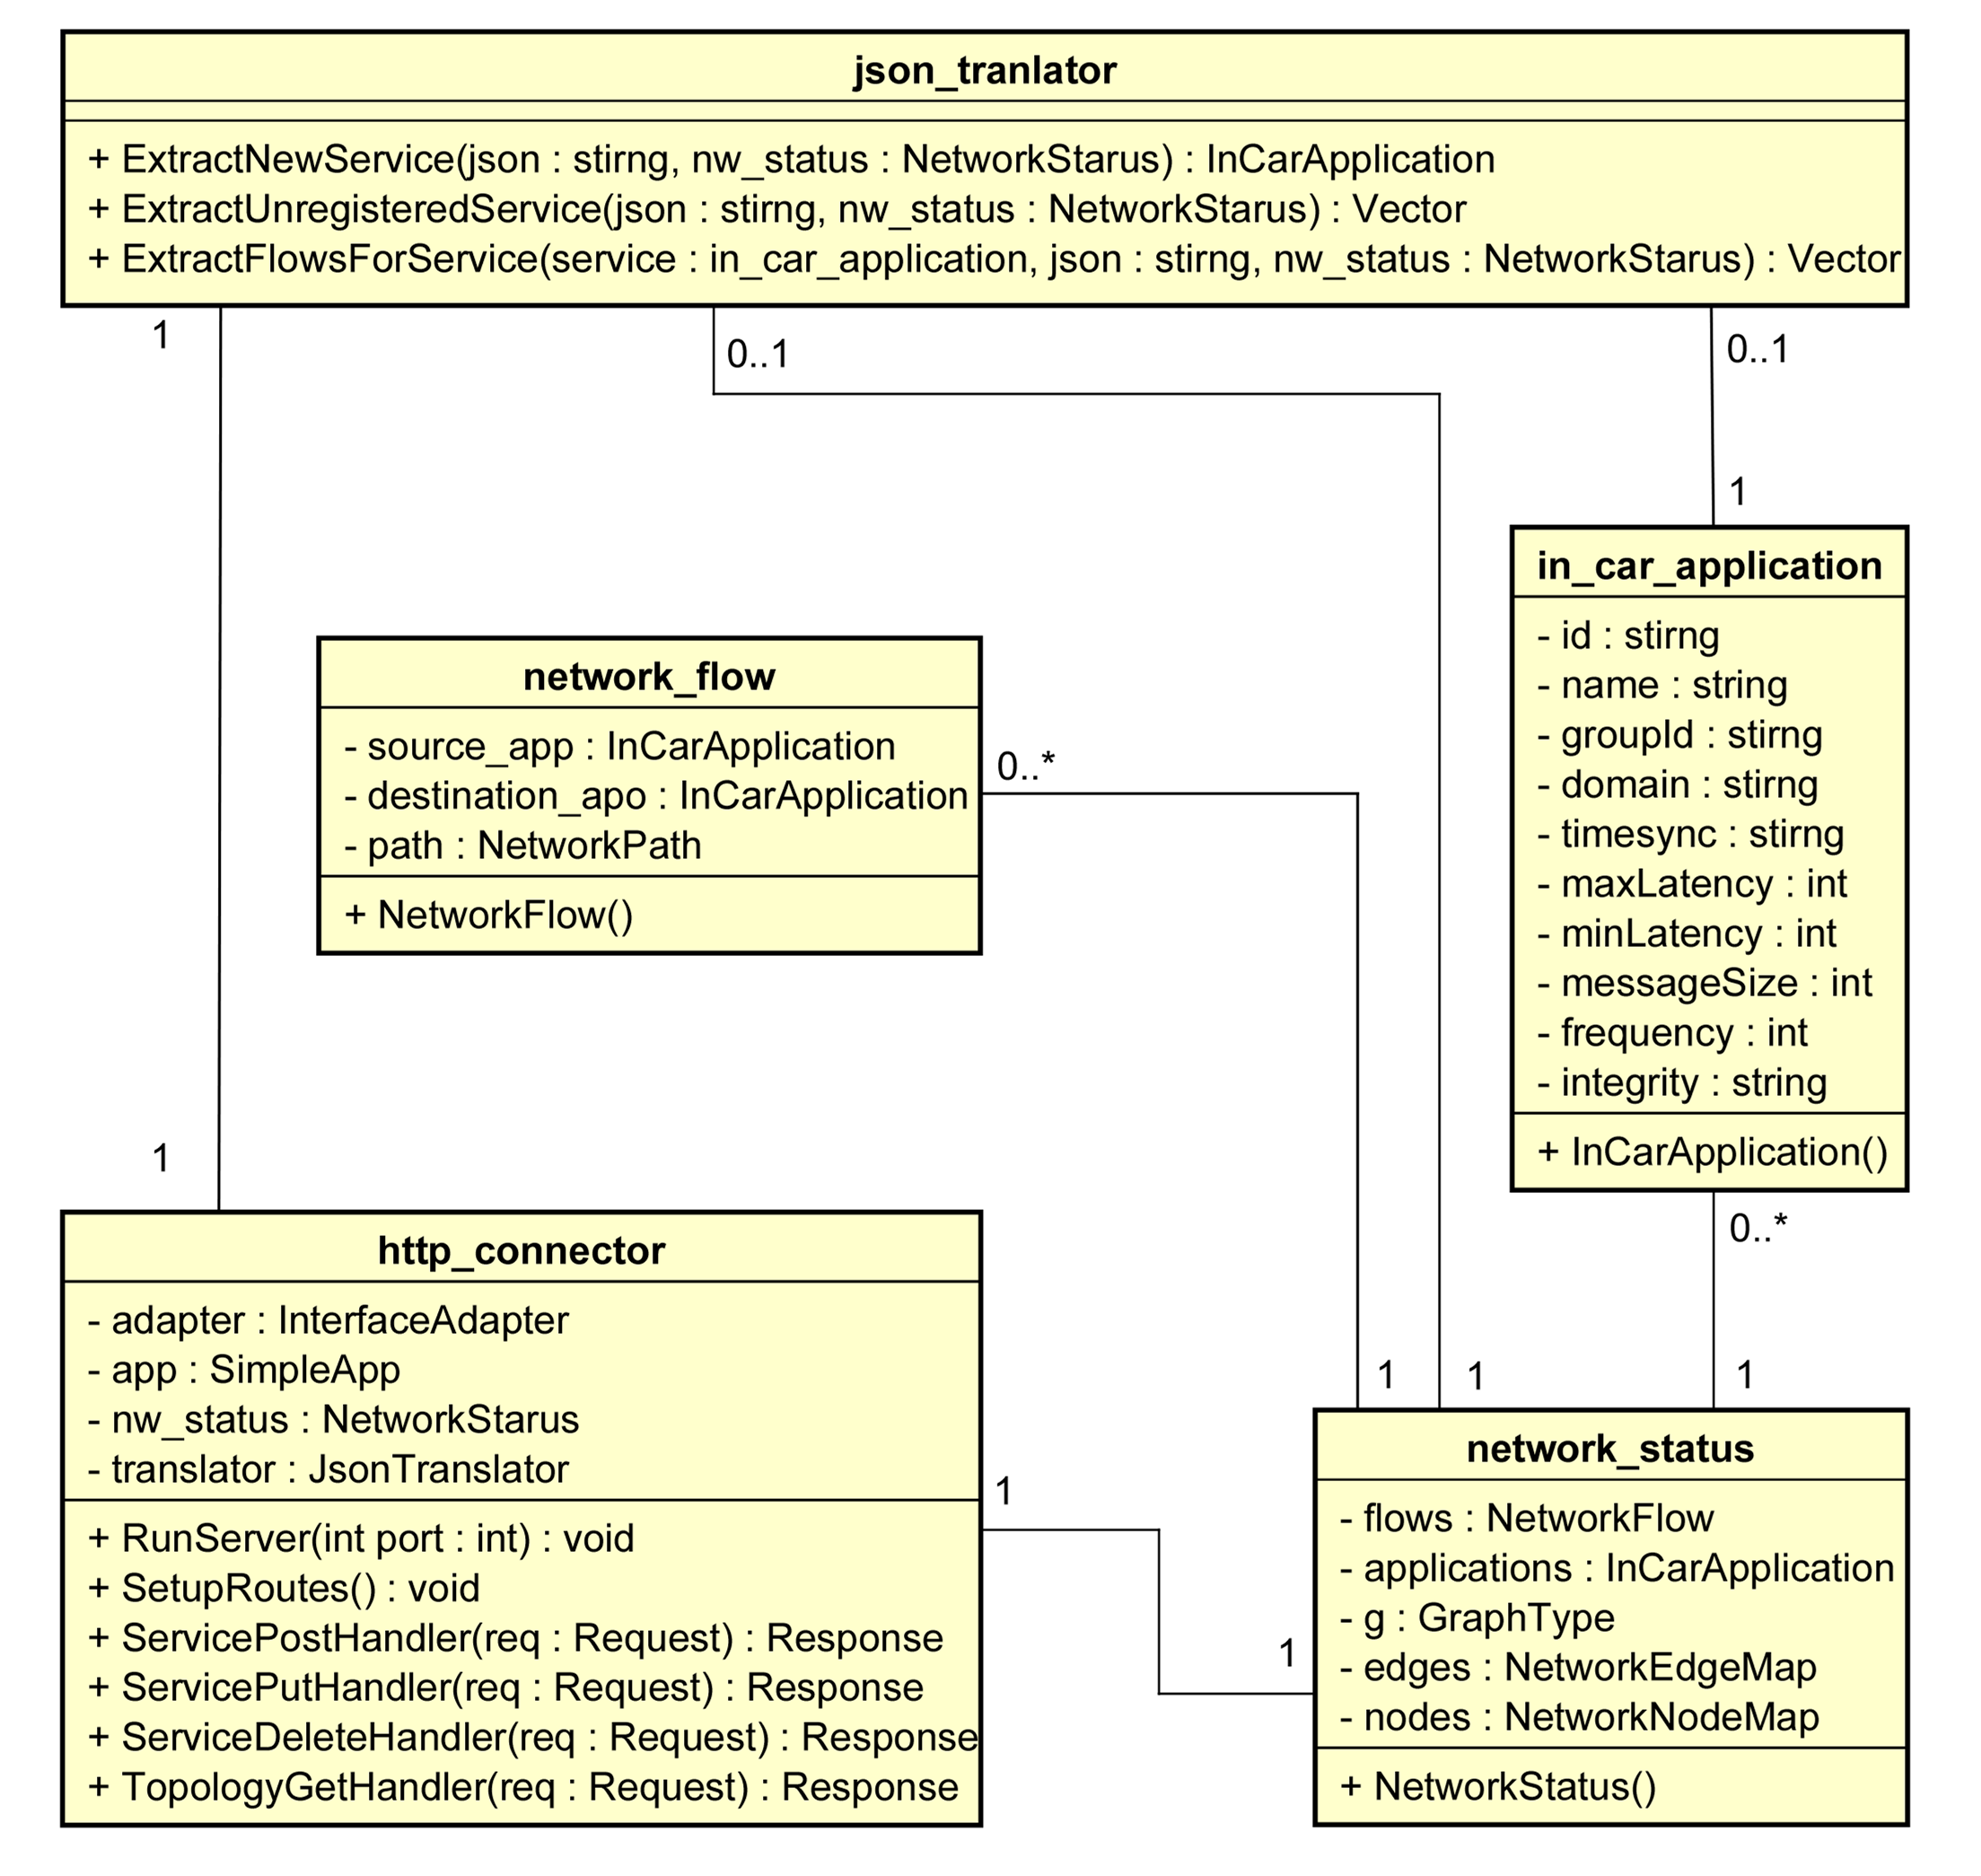 json_tranlator
+ ExtractNewService(json : stirng, nw_status : NetworkStarus) : InCarApplication
+ ExtractUnregisteredService(json : stirng, nw_status : NetworkStarus) : Vector
+ ExtractFlowsForService(service : in_car_application, json : stirng, nw_status : NetworkStarus) : Vector
1
0..1
0..1
1
in_car_application
- id : stirng
- name : string
- groupId : stirng
- domain : stirng
- timesync : stirng
- maxLatency : int
- minLatency : int
- messageSize : int
- frequency : int
- integrity : string
+ InCarApplication()
network_flow
- source_app : InCarApplication
- destination_apo : InCarApplication
- path : NetworkPath
+ NetworkFlow()
0..*
1
0..*
http_connector
- adapter : InterfaceAdapter
- app : SimpleApp
- nw_status : NetworkStarus
- translator : JsonTranslator
+ RunServer(int port : int) : void
+ SetupRoutes() : void
+ ServicePostHandler(req : Request) : Response
+ ServicePutHandler(req : Request) : Response
+ ServiceDeleteHandler(req : Request) : Response
+ TopologyGetHandler(req : Request) : Response
1
1
1
1
1
network_status
- flows : NetworkFlow
- applications : InCarApplication
- g : GraphType
- edges : NetworkEdgeMap
- nodes : NetworkNodeMap
+ NetworkStatus()